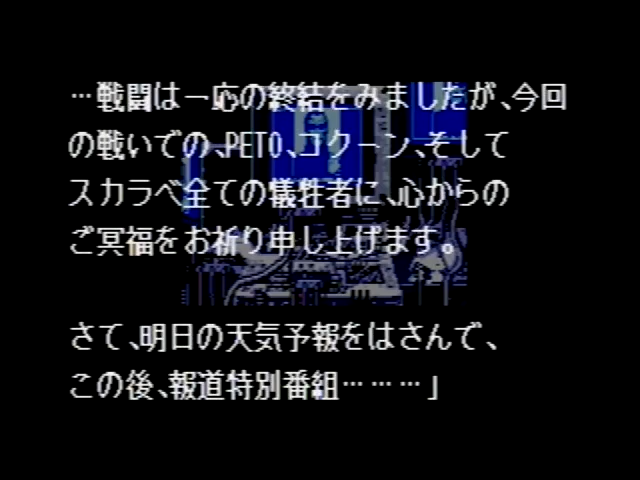 …戦闘は一応の終結をみましたが、今回
の戦いでの、PETO、コクーン、そして
スカラベ全ての犠牲者に、心からの
ご冥福をお祈り申し上げます。
さて、明日の天気予報をはさんで、
この後、報道特別番組………」